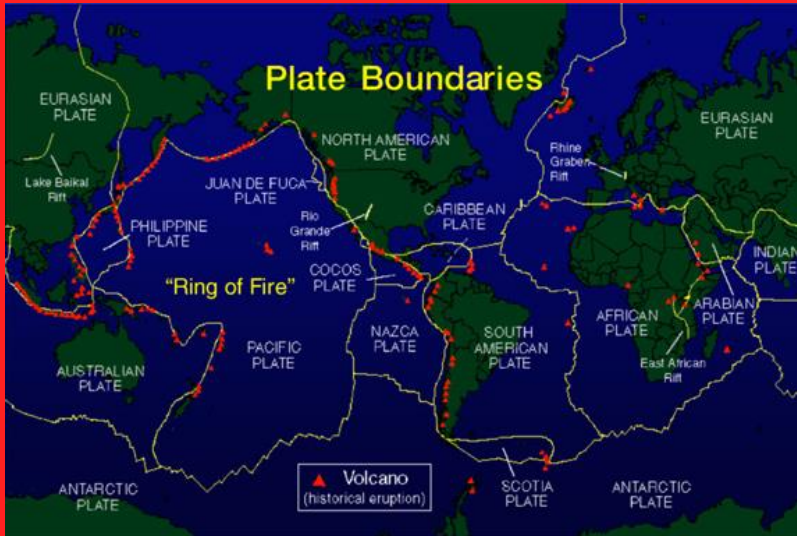 Plate Boundaries
EURASIAN
PLATE
Lake Baikal
Rift
NORTH AMERICAN
PLATE
Rhine
Graben
Rift
EURASIAN
PLATE
JUAN DE FUCA
PLATE
PHILIPPINE
PLATE
Rio
Grande
Rift
CARIBBEAN
PLATE
INDIAN
PLATE
COCOS
PLATE
"Ring of Fire"
ARABIAN
PLATE
AFRICAN
PLATE
NAZCA
PLATE
SOUTH
AMERICAN
PLATE
PACIFIC
PLATE
East African
Rift
AUSTRALIAN
PLATE
Volcano
(historical eruption)
SCOTIA
PLATE
ANTARCTIC
PLATE
ANTARCTIC
PLATE